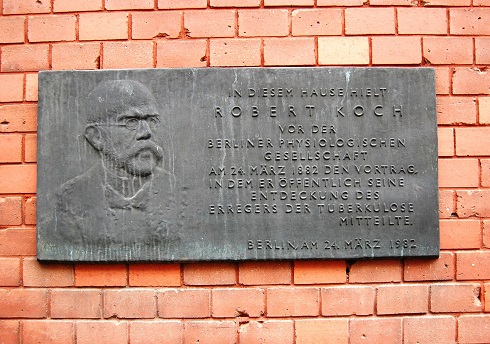 IN DIESEM HAUSE HIELT
ROBERT KOCH
VOR DER
BERLINER PHYSIOLOGISCHEN
GESELLSCHAFT
AM 24. MÄRZ 1882 DEN VORTRAG,
IN DEM ER ÖFFENTLICH SEINE
ENTDECKUNG DES
ERREGERS DER TUBERKULOSE
MITTEILTE.
BERLIN, AM 24. MÄRZ 1982